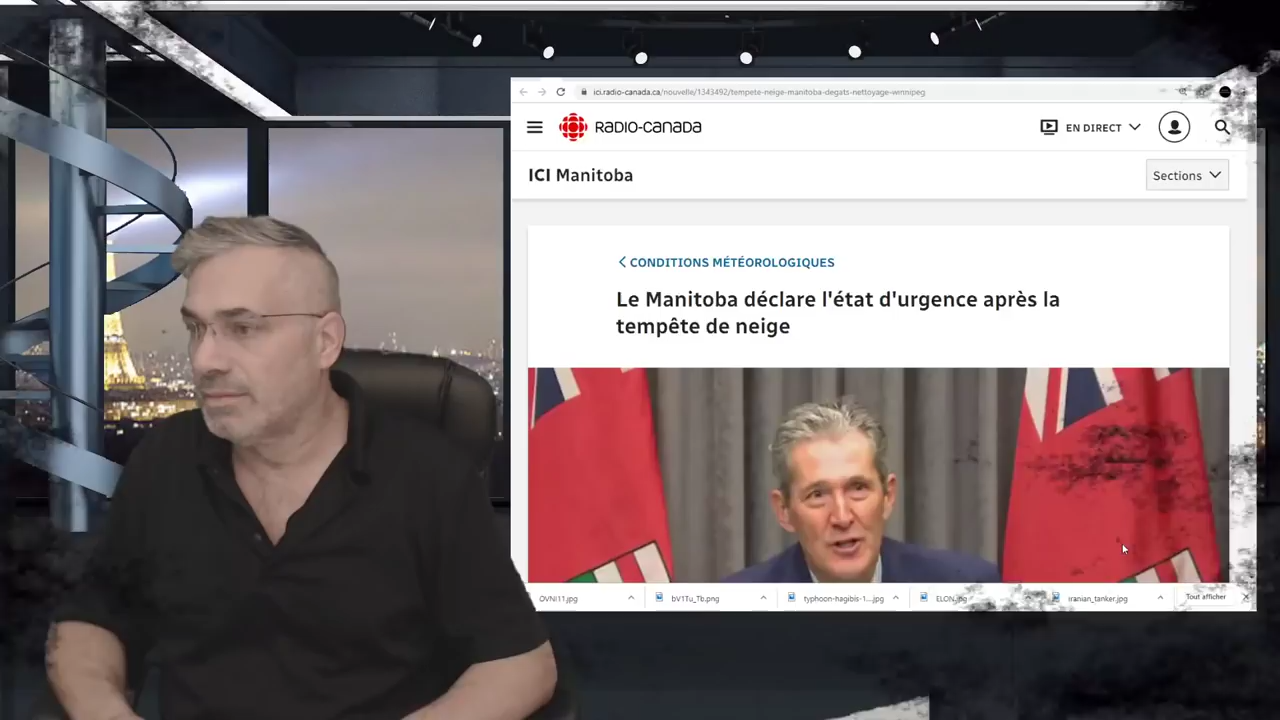 ici.radio-canada.ca/nouvelle/1343492/tempete-neige-manitoba-degats-nettoyage-winnipeg
RADIO-CANADA
EN DIRECT
ICI Manitoba
Sections
CONDITIONS MÉTÉOROLOGIQUES
Le Manitoba déclare l'état d'urgence après la
tempête de neige
OVNI11.jpg
bV1Tu_Tb.png
typhoon-hagibis-1....jpg
ELON.jpg
iranian_tanker.jpg
Tout afficher